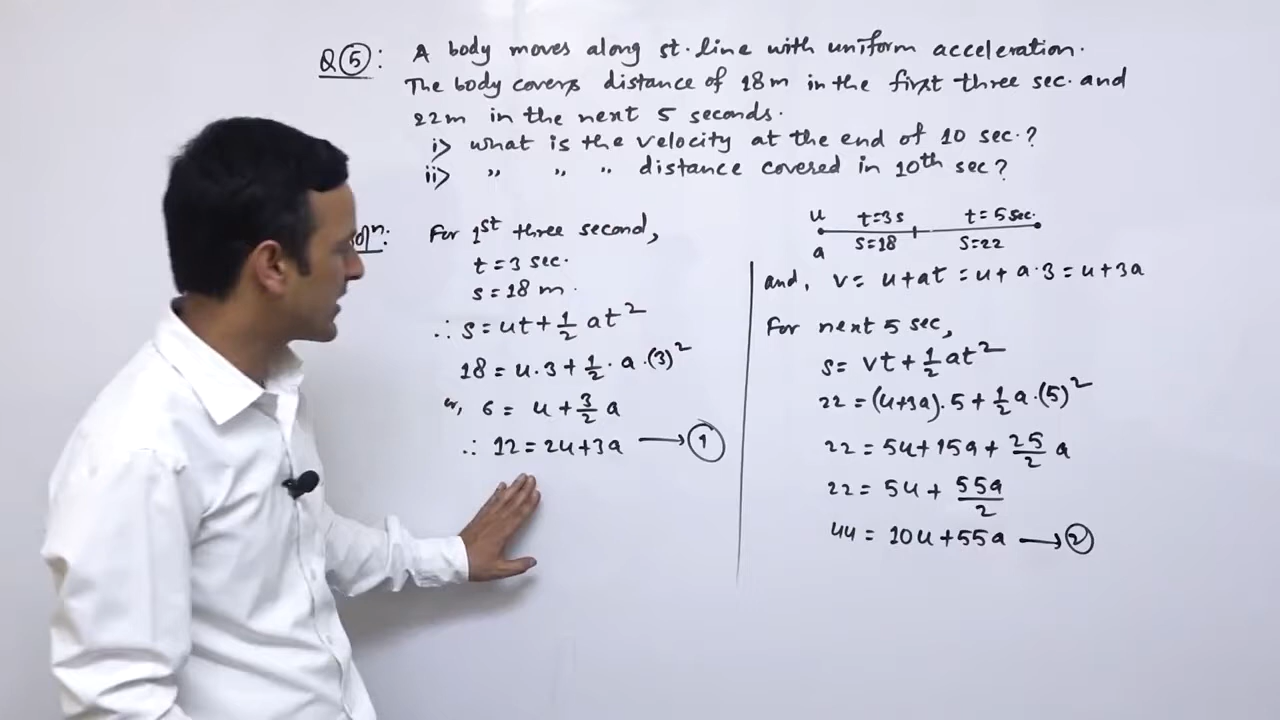 Q⑤: A body moves along st. line with uniform acceleration.
The body covers distance of 18m in the first three sec. and
22m in the next 5 seconds.
i> what is the velocity at the end of 10 sec.?
ii> ,, ,, ,, distance covered in 10th sec?
olⁿ: For 1st three second,
t = 3 sec.
s = 18 m.
∴ s = ut + 1/2 at²
18 = u.3 + 1/2 . a.(3)²
or, 6 = u + 3/2 a
∴ 12 = 2u + 3a → ①
u t=3s t=5sec.
a s=18 s=22
and, v = u + at = u + a.3 = u + 3a
For next 5 sec,
s = vt + 1/2 at²
22 = (u+3a).5 + 1/2 a.(5)²
22 = 5u + 15a + 25/2 a
22 = 5u + 55a/2
44 = 10u + 55a → ②